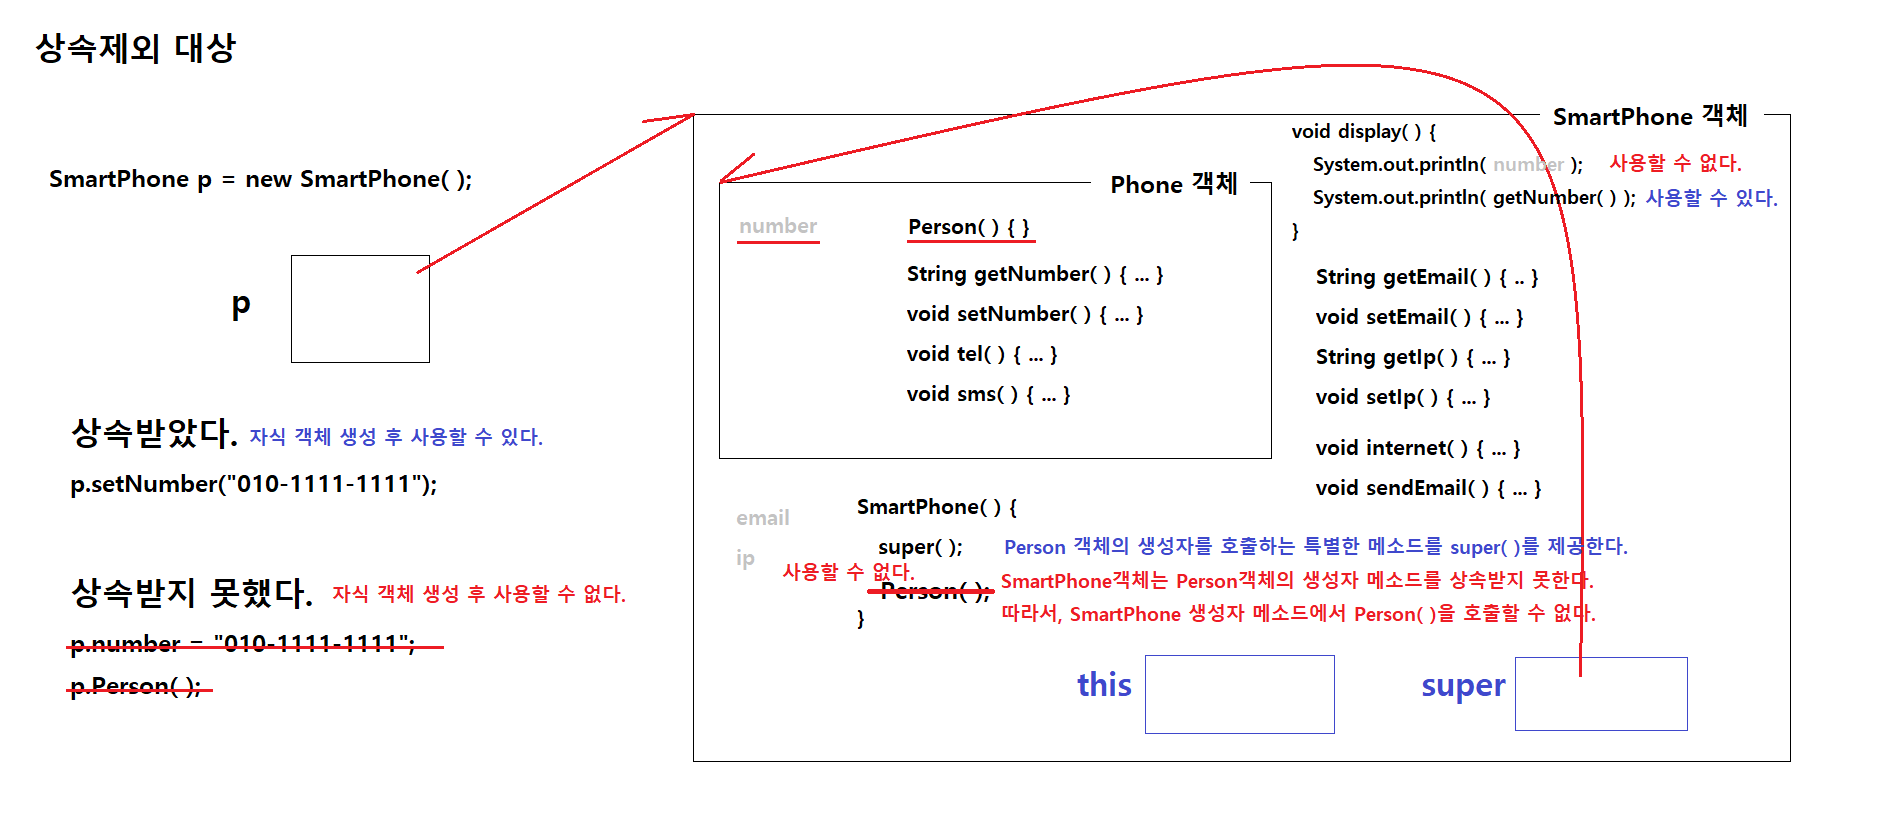 상속제외 대상
SmartPhone p = new SmartPhone( );
p
상속받았다. 자식 객체 생성 후 사용할 수 있다.
p.setNumber("010-1111-1111");
상속받지 못했다. 자식 객체 생성 후 사용할 수 없다.
p.number = "010-1111-1111";
p.Person( );
SmartPhone 객체
Phone 객체
number
Person( ) { }
String getNumber( ) { ... }
void setNumber( ) { ... }
void tel( ) { ... }
void sms( ) { ... }
void display( ) {
System.out.println( number ); 사용할 수 없다.
System.out.println( getNumber( ) ); 사용할 수 있다.
}
String getEmail( ) { .. }
void setEmail( ) { ... }
String getIp( ) { ... }
void setIp( ) { ... }
void internet( ) { ... }
void sendEmail( ) { ... }
email
ip
SmartPhone( ) {
super( ); Person 객체의 생성자를 호출하는 특별한 메소드를 super( )를 제공한다.
사용할 수 없다.
Person( ); SmartPhone객체는 Person객체의 생성자 메소드를 상속받지 못한다.
따라서, SmartPhone 생성자 메소드에서 Person( )을 호출할 수 없다.
}
this
super